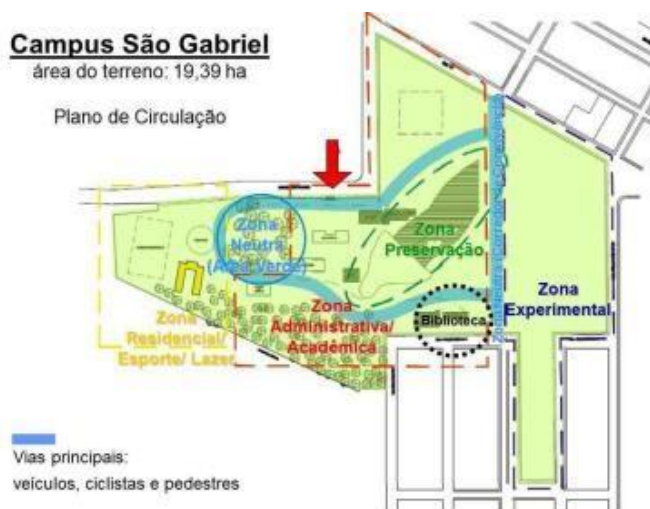 Campus São Gabriel
área do terreno: 19,39 ha
Plano de Circulação
Zona
Neutra
(Área Verde)
Zona
Preservação
Zona
Experimental
Zona
Administrativa/
Acadêmica
Biblioteca
Zona
Residencial/
Esporte/ Lazer
Vias principais:
veículos, ciclistas e pedestres